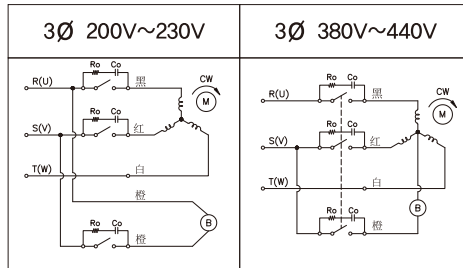 3Ø 200V～230V
Ro Co
R(U) 黑 CW
M
Ro Co
S(V) 红
T(W) 白
橙
B
Ro Co
橙
3Ø 380V～440V
Ro Co
R(U) 黑 CW
M
Ro Co
S(V) 红
T(W) 白
B
Ro Co
橙